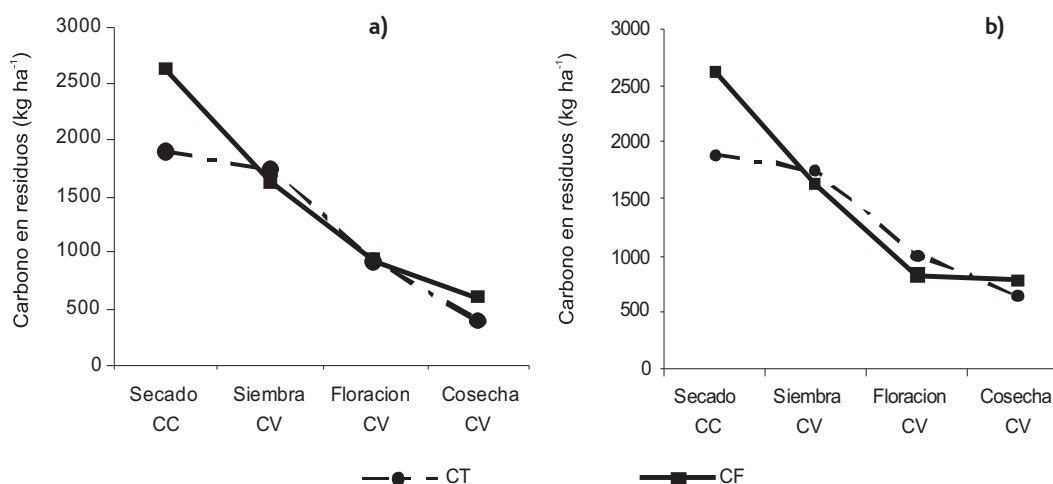 a)
Carbono en residuos (kg ha-1)
3000
2500
2000
1500
1000
500
0
Secado
CC
Siembra
CV
Floracion
CV
Cosecha
CV
b)
Carbono en residuos (kg ha-1)
3000
2500
2000
1500
1000
500
0
Secado
CC
Siembra
CV
Floracion
CV
Cosecha
CV
CT
CF